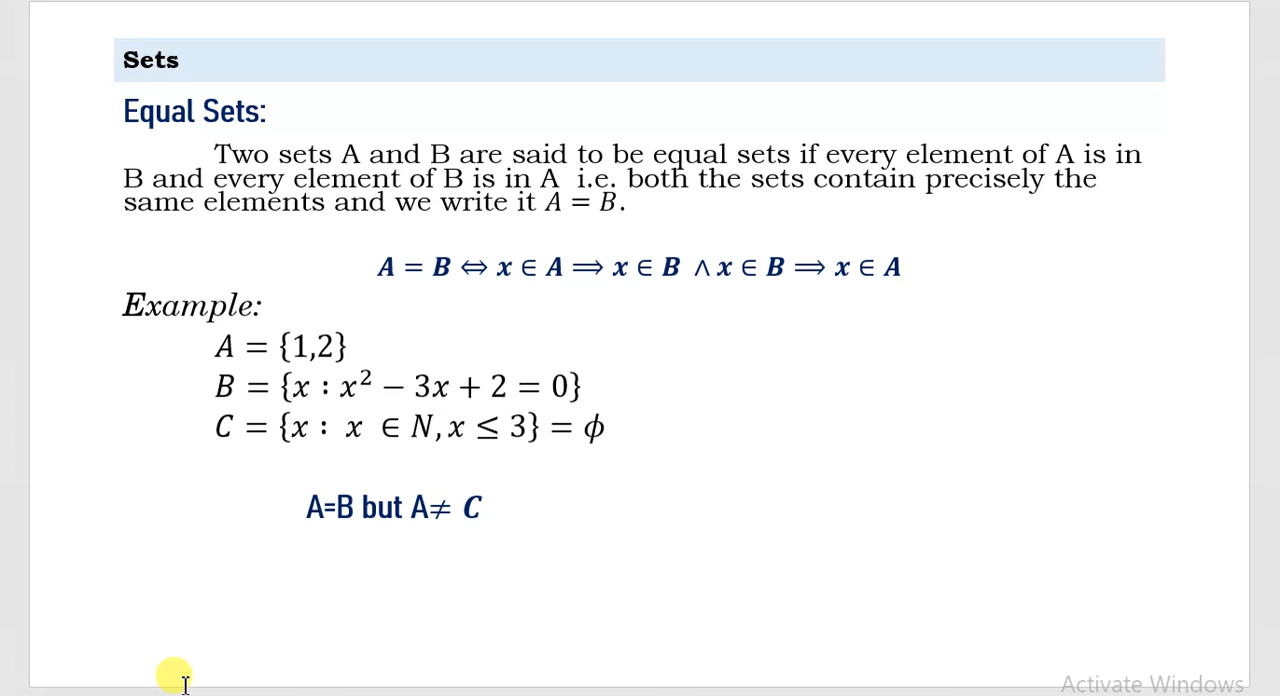 Sets
Equal Sets:
Two sets A and B are said to be equal sets if every element of A is in
B and every element of B is in A i.e. both the sets contain precisely the
same elements and we write it A = B.
A = B ⇔ x ∈ A ⟹ x ∈ B ∧ x ∈ B ⟹ x ∈ A
Example:
A = {1,2}
B = {x : x² − 3x + 2 = 0}
C = {x : x ∈ N, x ≤ 3} = ϕ
A=B but A≠ C
Activate Windows